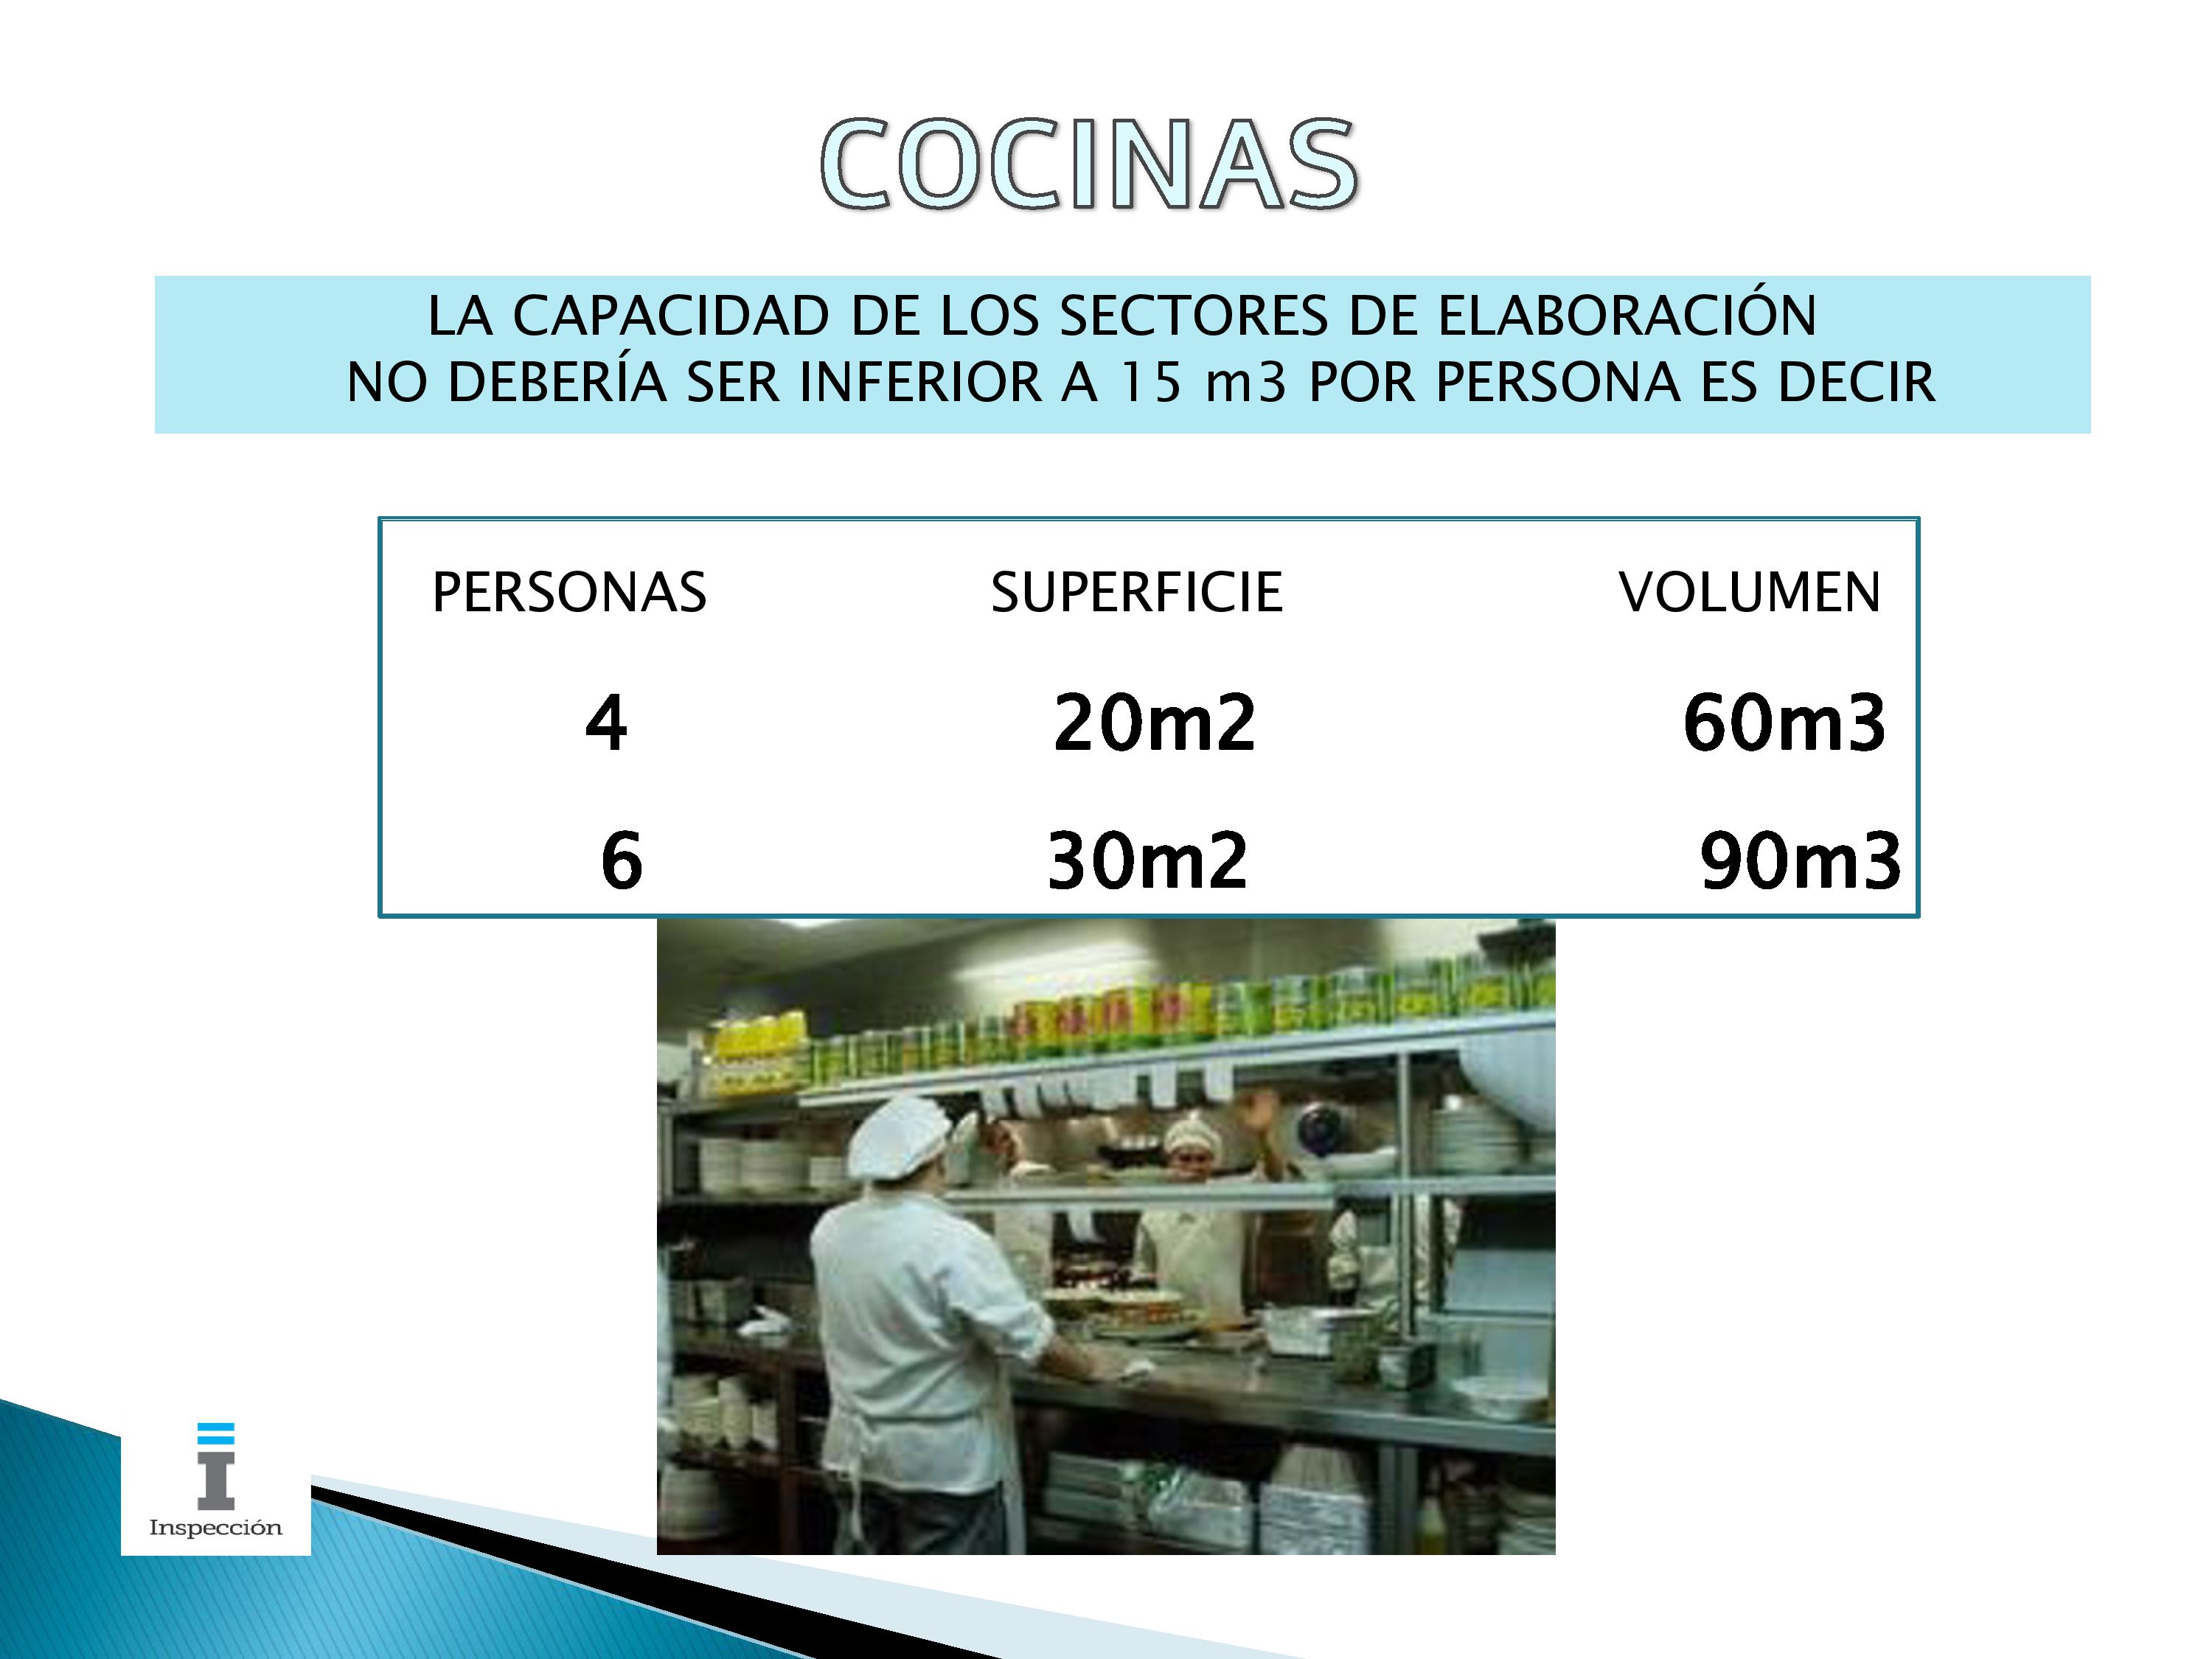 COCINAS
LA CAPACIDAD DE LOS SECTORES DE ELABORACIÓN
NO DEBERÍA SER INFERIOR A 15 m3 POR PERSONA ES DECIR
PERSONAS SUPERFICIE VOLUMEN
4 20m2 60m3
6 30m2 90m3
Inspección